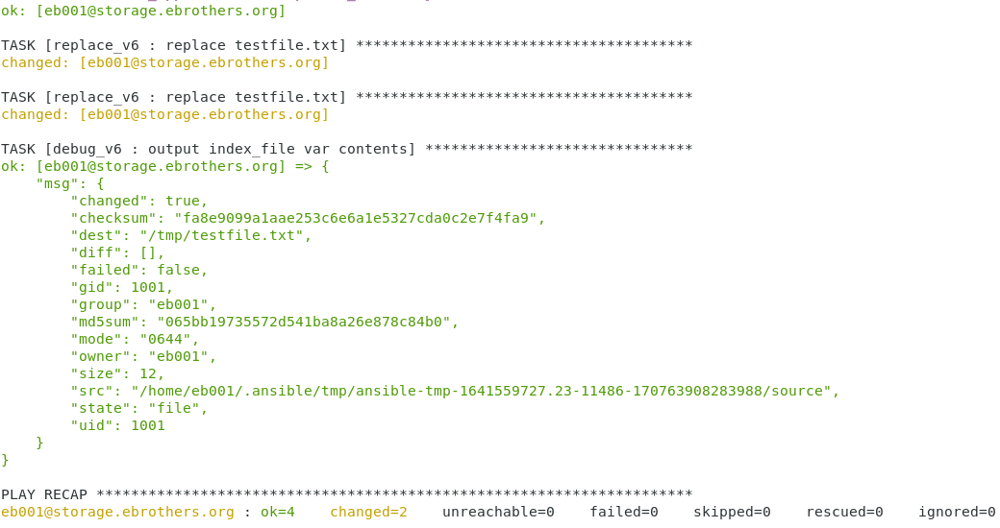 ok: [eb001@storage.ebrothers.org]
TASK [replace_v6 : replace testfile.txt] ***************************************
changed: [eb001@storage.ebrothers.org]
TASK [replace_v6 : replace testfile.txt] ***************************************
changed: [eb001@storage.ebrothers.org]
TASK [debug_v6 : output index_file var contents] *******************************
ok: [eb001@storage.ebrothers.org] => {
    "msg": {
        "changed": true,
        "checksum": "fa8e9099a1aae253c6e6a1e5327cda0c2e7f4fa9",
        "dest": "/tmp/testfile.txt",
        "diff": [],
        "failed": false,
        "gid": 1001,
        "group": "eb001",
        "md5sum": "065bb19735572d541ba8a26e878c84b0",
        "mode": "0644",
        "owner": "eb001",
        "size": 12,
        "src": "/home/eb001/.ansible/tmp/ansible-tmp-1641559727.23-11486-170763908283988/source",
        "state": "file",
        "uid": 1001
    }
}
PLAY RECAP *********************************************************************
eb001@storage.ebrothers.org : ok=4    changed=2    unreachable=0    failed=0    skipped=0    rescued=0    ignored=0